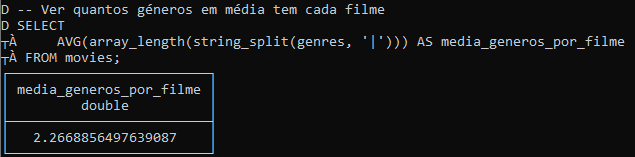 D -- Ver quantos géneros em média tem cada filme
D SELECT
┬À     AVG(array_length(string_split(genres, '|'))) AS media_generos_por_filme
┬À FROM movies;
media_generos_por_filme
double
2.2668856497639087